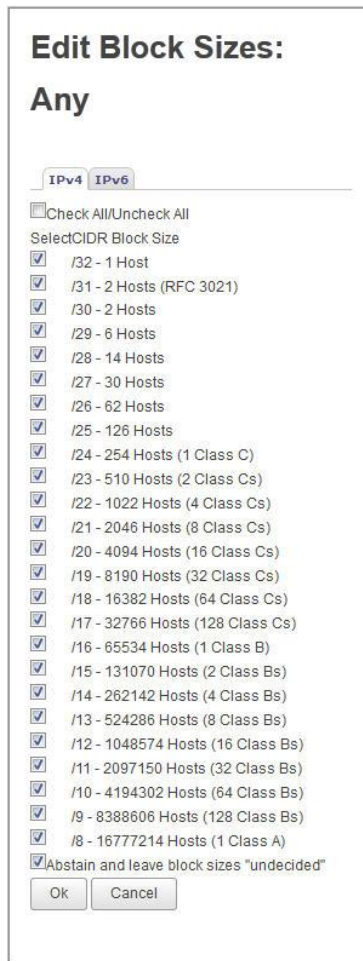 Edit Block Sizes:
Any
IPv4 IPv6
Check All/Uncheck All
SelectCIDR Block Size
/32 - 1 Host
/31 - 2 Hosts (RFC 3021)
/30 - 2 Hosts
/29 - 6 Hosts
/28 - 14 Hosts
/27 - 30 Hosts
/26 - 62 Hosts
/25 - 126 Hosts
/24 - 254 Hosts (1 Class C)
/23 - 510 Hosts (2 Class Cs)
/22 - 1022 Hosts (4 Class Cs)
/21 - 2046 Hosts (8 Class Cs)
/20 - 4094 Hosts (16 Class Cs)
/19 - 8190 Hosts (32 Class Cs)
/18 - 16382 Hosts (64 Class Cs)
/17 - 32766 Hosts (128 Class Cs)
/16 - 65534 Hosts (1 Class B)
/15 - 131070 Hosts (2 Class Bs)
/14 - 262142 Hosts (4 Class Bs)
/13 - 524286 Hosts (8 Class Bs)
/12 - 1048574 Hosts (16 Class Bs)
/11 - 2097150 Hosts (32 Class Bs)
/10 - 4194302 Hosts (64 Class Bs)
/9 - 8388606 Hosts (128 Class Bs)
/8 - 16777214 Hosts (1 Class A)
Abstain and leave block sizes "undecided"
Ok Cancel